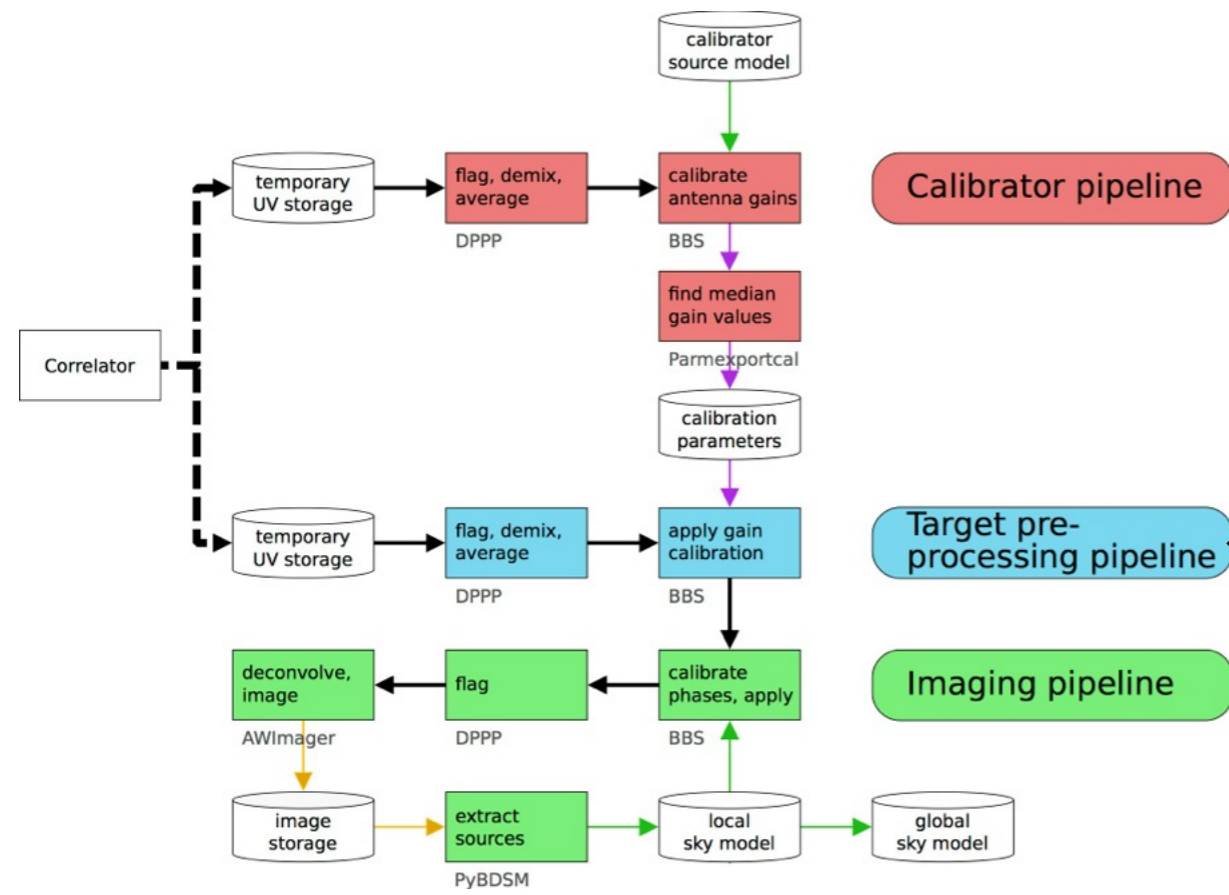 calibrator
source model
temporary
UV storage
flag, demix,
average
DPPP
calibrate
antenna gains
BBS
Calibrator pipeline
find median
gain values
Parmexportcal
Correlator
calibration
parameters
temporary
UV storage
flag, demix,
average
DPPP
apply gain
calibration
BBS
Target pre-
processing pipeline
deconvolve,
image
AWImager
flag
DPPP
calibrate
phases, apply
BBS
Imaging pipeline
image
storage
extract
sources
PyBDSM
local
sky model
global
sky model